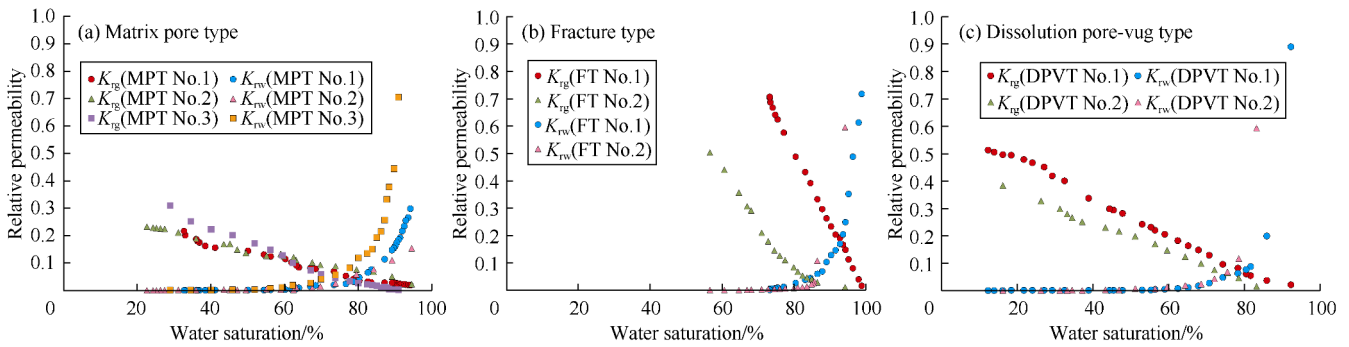 (a) Matrix pore type
Krg(MPT No.1) Krw(MPT No.1)
Krg(MPT No.2) Krw(MPT No.2)
Krg(MPT No.3) Krw(MPT No.3)
Relative permeability
1.0
0.9
0.8
0.7
0.6
0.5
0.4
0.3
0.2
0.1
0 20 40 60 80 100
Water saturation/%
(b) Fracture type
Krg(FT No.1)
Krg(FT No.2)
Krw(FT No.1)
Krw(FT No.2)
Relative permeability
1.0
0.9
0.8
0.7
0.6
0.5
0.4
0.3
0.2
0.1
0 20 40 60 80 100
Water saturation/%
(c) Dissolution pore-vug type
Krg(DPVT No.1) Krw(DPVT No.1)
Krg(DPVT No.2) Krw(DPVT No.2)
Relative permeability
1.0
0.9
0.8
0.7
0.6
0.5
0.4
0.3
0.2
0.1
0 20 40 60 80 100
Water saturation/%